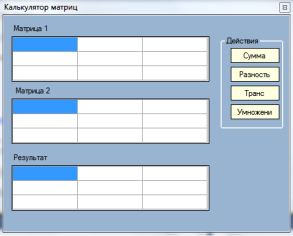 Калькулятор матриц
Матрица 1
Действия
Сумма
Разность
Матрица 2
Транс
Умножени
Результат